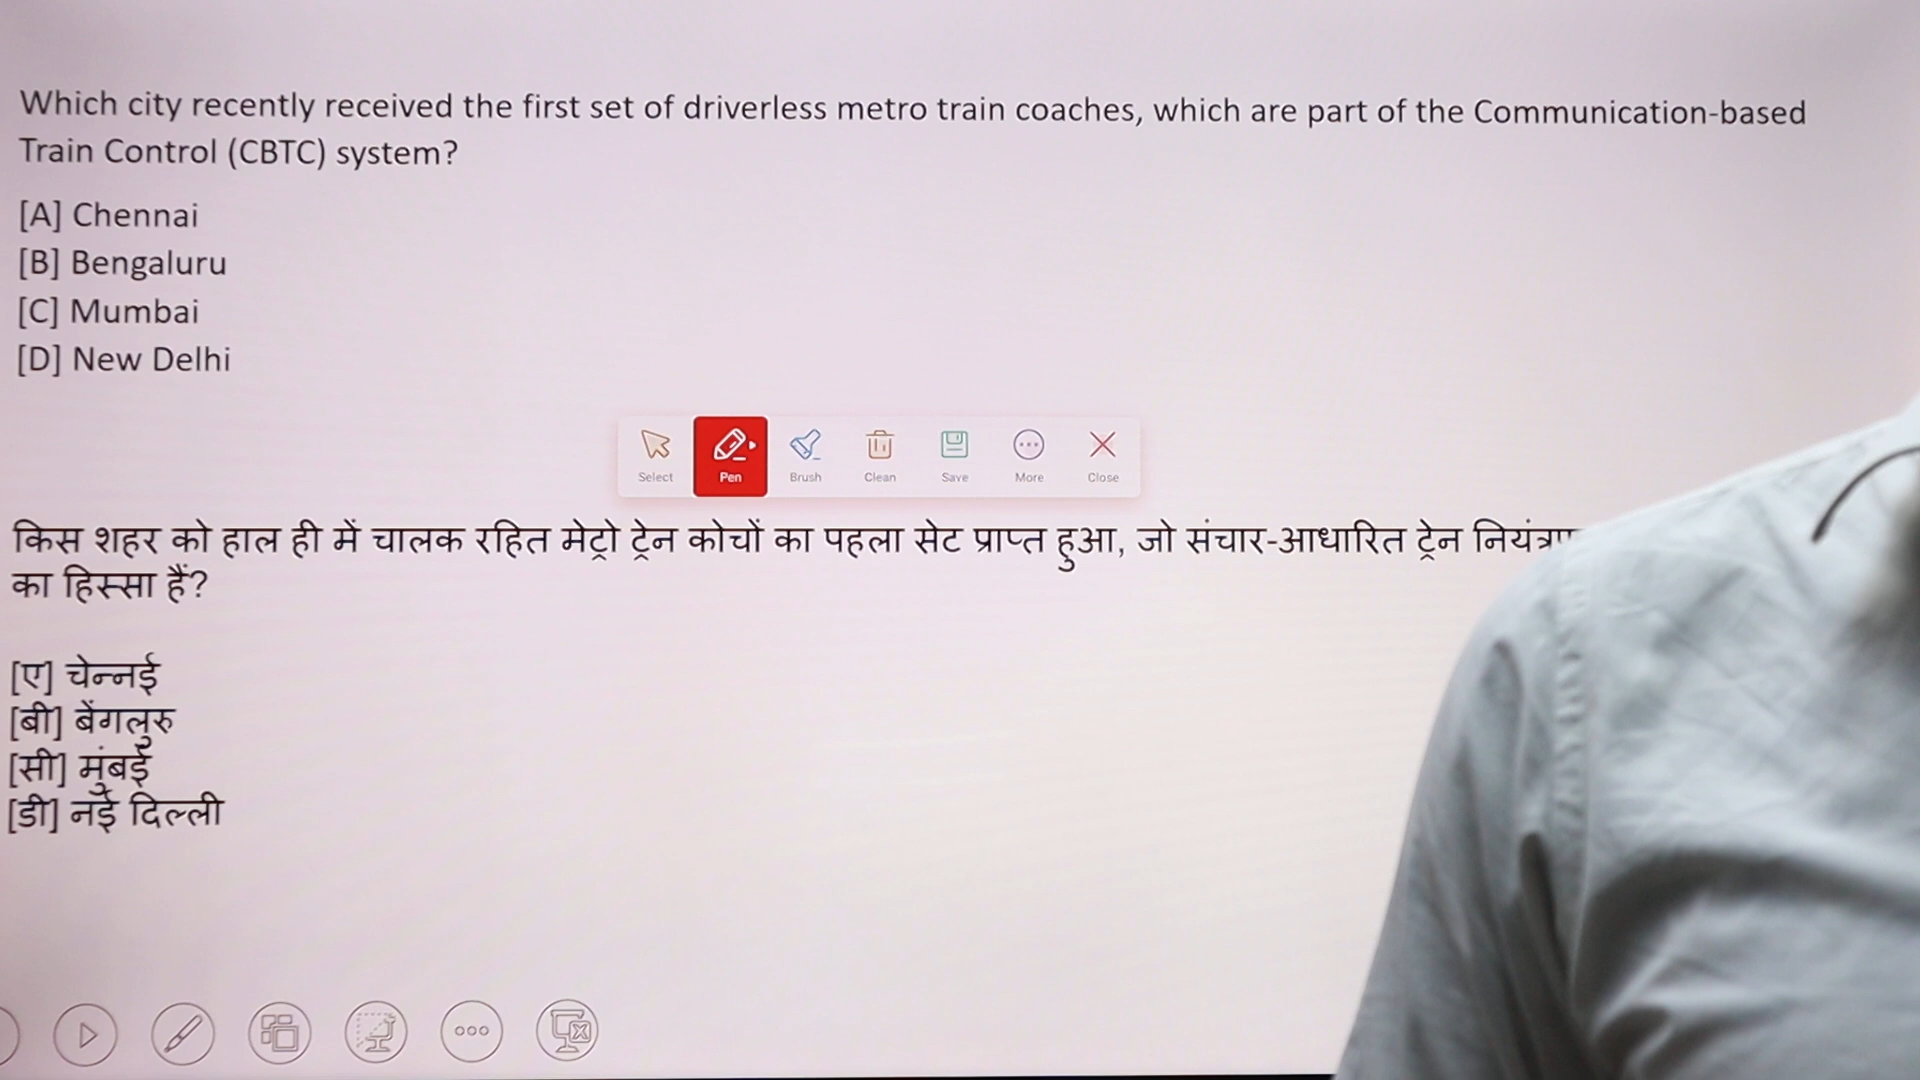 Which city recently received the first set of driverless metro train coaches, which are part of the Communication-based
Train Control (CBTC) system?
[A] Chennai
[B] Bengaluru
[C] Mumbai
[D] New Delhi
Select Pen Brush Clean Save More Close
किस शहर को हाल ही में चालक रहित मेट्रो ट्रेन कोचों का पहला सेट प्राप्त हुआ, जो संचार-आधारित ट्रेन
का हिस्सा हैं?
[ए] चेन्नई
[बी] बेंगलुरु
[सी] मुंबई
[डी] नई दिल्ली